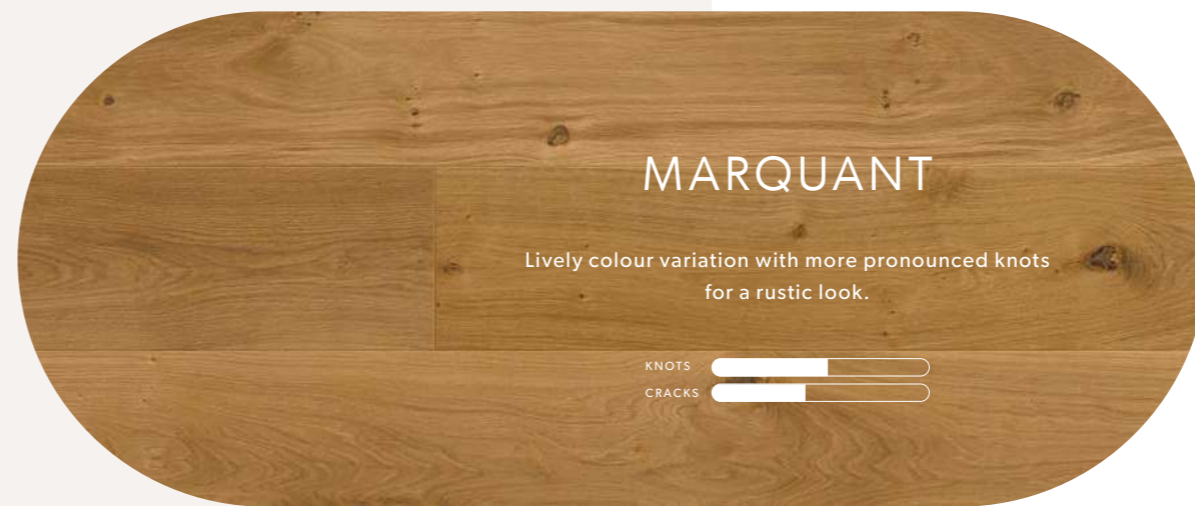 MARQUANT
Lively colour variation with more pronounced knots
for a rustic look.
KNOTS
CRACKS